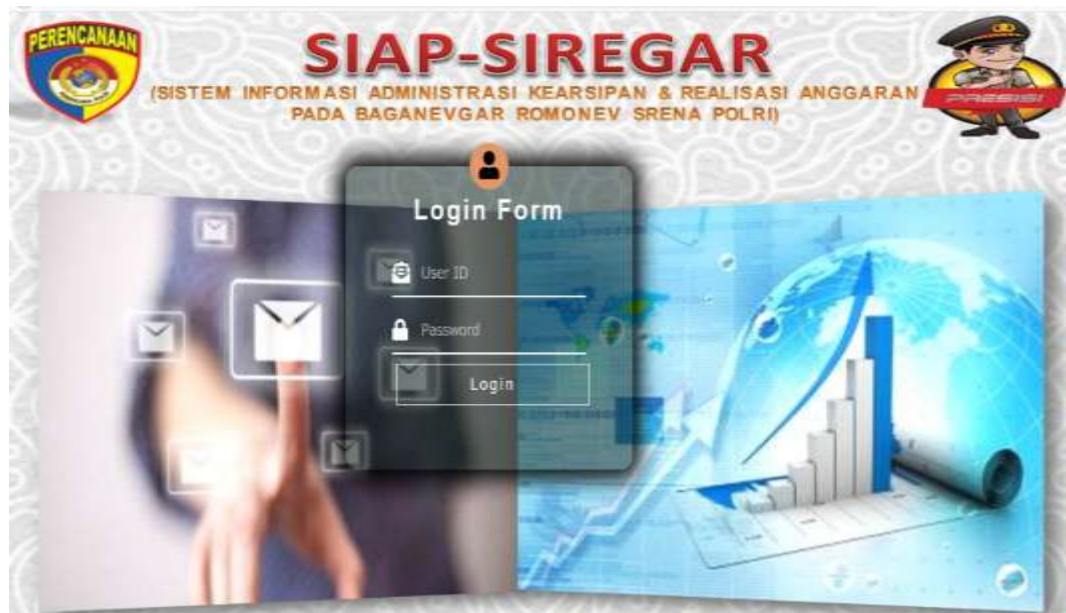 PERENCANAAN
SIAP-SIREGAR
(SISTEM INFORMASI ADMINISTRASI KEARSIPAN & REALISASI ANGGARAN
PADA BAGANEVGAR ROMONEV SRENA POLRI)
PRESISI
Login Form
User ID
Password
Login